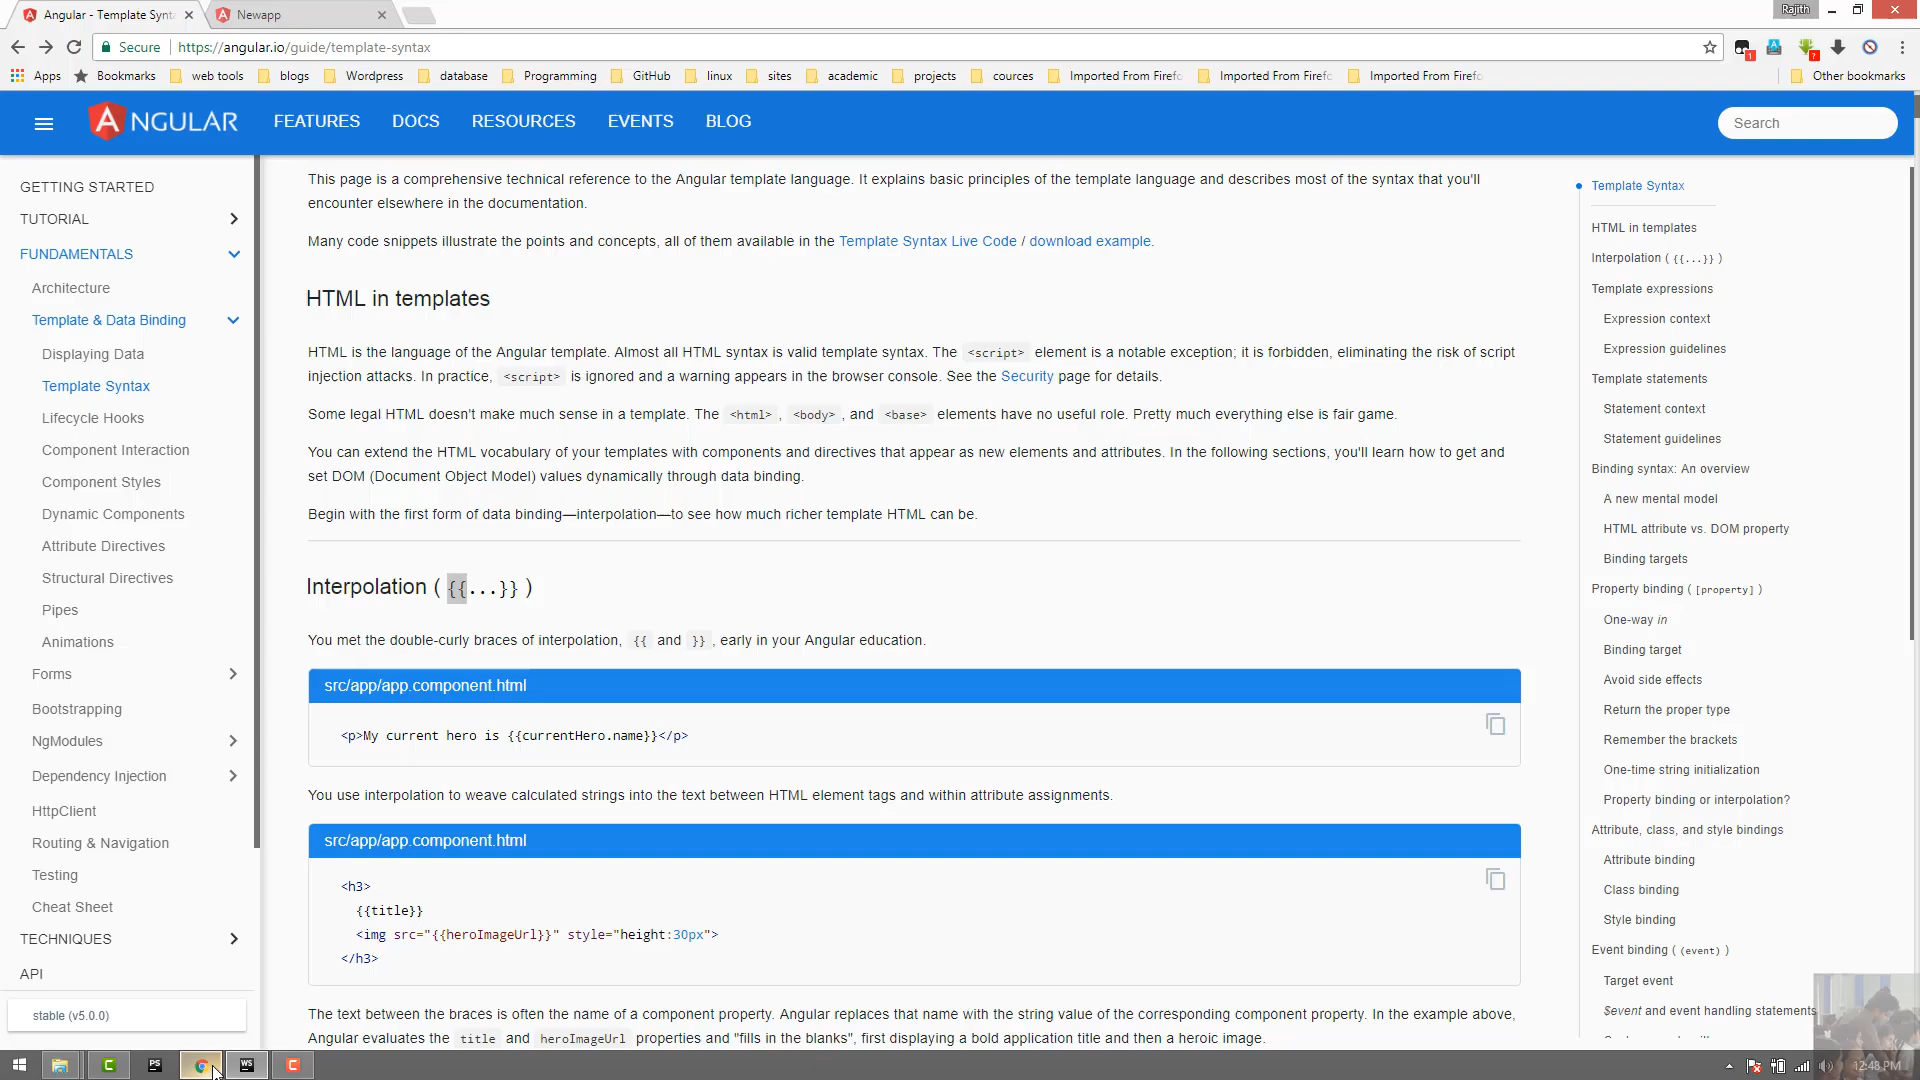 Angular - Template Synt
Newapp
Rajith
Secure
https://angular.io/guide/template-syntax
Apps
Bookmarks
web tools
blogs
Wordpress
database
Programming
GitHub
linux
sites
academic
projects
cources
Imported From Firefo
Imported From Firefo
Imported From Firefo
Other bookmarks
ANGULAR
FEATURES
DOCS
RESOURCES
EVENTS
BLOG
Search
GETTING STARTED
TUTORIAL
FUNDAMENTALS
Architecture
Template & Data Binding
Displaying Data
Template Syntax
Lifecycle Hooks
Component Interaction
Component Styles
Dynamic Components
Attribute Directives
Structural Directives
Pipes
Animations
Forms
Bootstrapping
NgModules
Dependency Injection
HttpClient
Routing & Navigation
Testing
Cheat Sheet
TECHNIQUES
API
stable (v5.0.0)
This page is a comprehensive technical reference to the Angular template language. It explains basic principles of the template language and describes most of the syntax that you'll
encounter elsewhere in the documentation.
Many code snippets illustrate the points and concepts, all of them available in the Template Syntax Live Code / download example.
HTML in templates
HTML is the language of the Angular template. Almost all HTML syntax is valid template syntax. The <script> element is a notable exception; it is forbidden, eliminating the risk of script
injection attacks. In practice, <script> is ignored and a warning appears in the browser console. See the Security page for details.
Some legal HTML doesn't make much sense in a template. The <html>, <body>, and <base> elements have no useful role. Pretty much everything else is fair game.
You can extend the HTML vocabulary of your templates with components and directives that appear as new elements and attributes. In the following sections, you'll learn how to get and
set DOM (Document Object Model) values dynamically through data binding.
Begin with the first form of data binding—interpolation—to see how much richer template HTML can be.
Interpolation ( {{...}} )
You met the double-curly braces of interpolation, {{ and }}, early in your Angular education.
src/app/app.component.html
<p>My current hero is {{currentHero.name}}</p>
You use interpolation to weave calculated strings into the text between HTML element tags and within attribute assignments.
src/app/app.component.html
<h3>
{{title}}
<img src="{{heroImageUrl}}" style="height:30px">
</h3>
The text between the braces is often the name of a component property. Angular replaces that name with the string value of the corresponding component property. In the example above,
Angular evaluates the title and heroImageUrl properties and "fills in the blanks", first displaying a bold application title and then a heroic image.
Template Syntax
HTML in templates
Interpolation ( {{...}} )
Template expressions
Expression context
Expression guidelines
Template statements
Statement context
Statement guidelines
Binding syntax: An overview
A new mental model
HTML attribute vs. DOM property
Binding targets
Property binding ( [property] )
One-way in
Binding target
Avoid side effects
Return the proper type
Remember the brackets
One-time string initialization
Property binding or interpolation?
Attribute, class, and style bindings
Attribute binding
Class binding
Style binding
Event binding ( (event) )
Target event
$event and event handling statements
PS
WS
C
C
12:48 PM